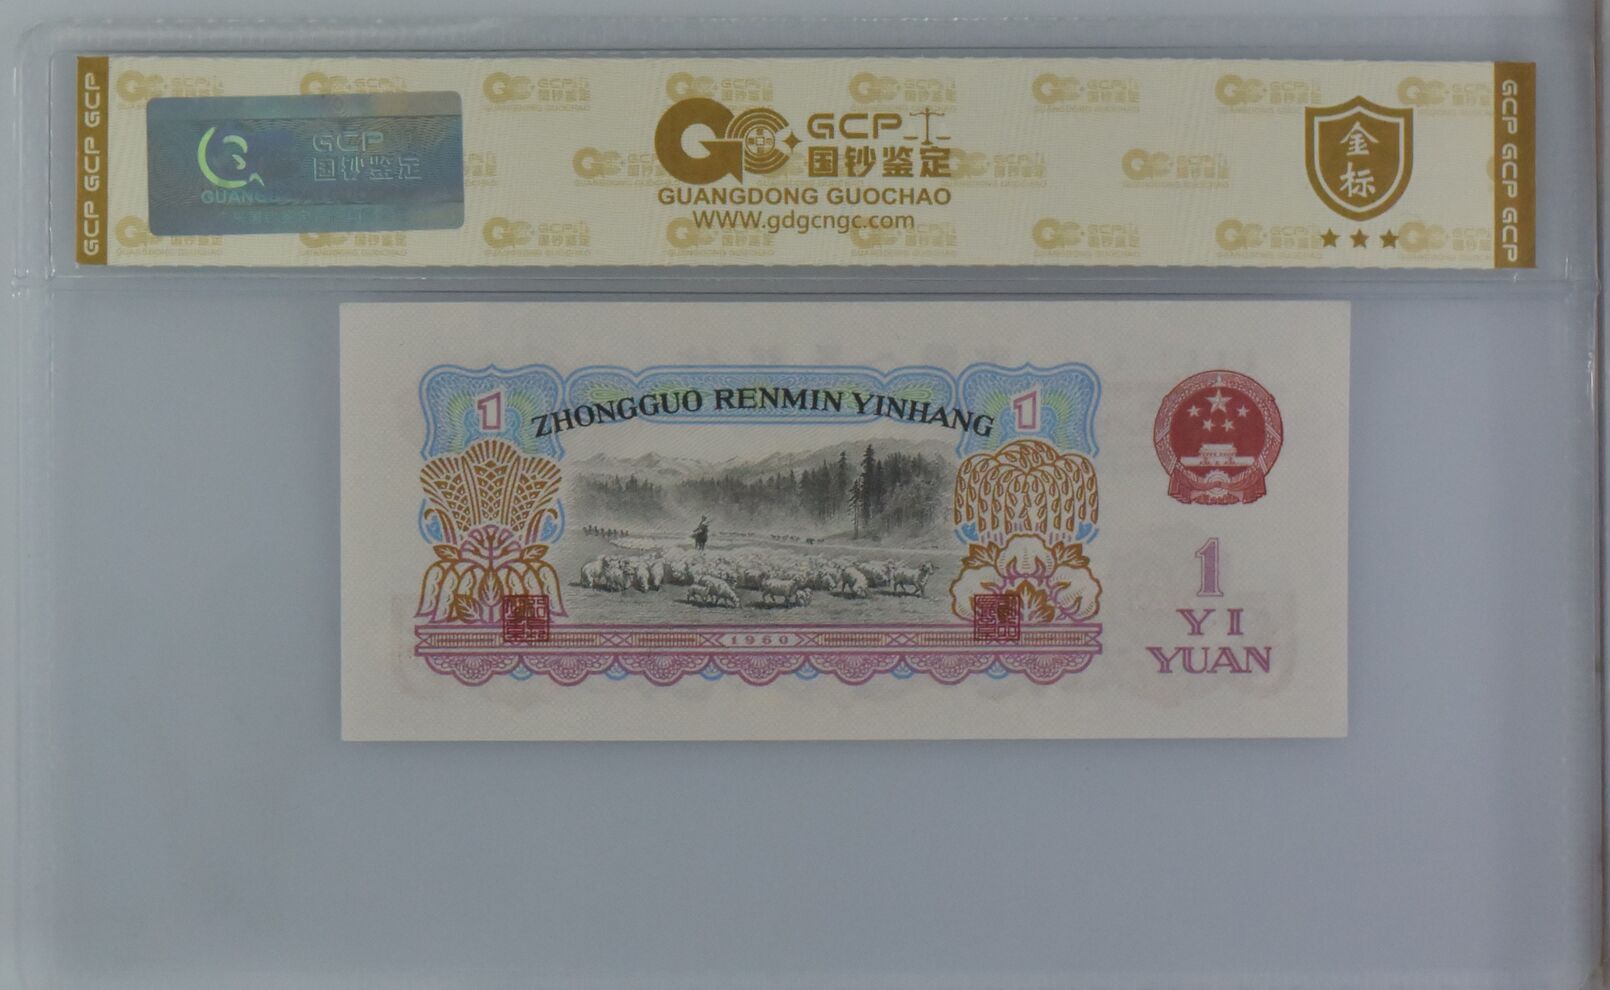 GCP GCP GCP
GCP
国钞鉴定
GUANG
GCP
国钞鉴定
GUANGDONG GUOCHAO
WWW.gdgcngc.com
金标
GCP GCP GCP
ZHONGGUO RENMIN YINHANG
1
1
1
YI
YUAN
1960